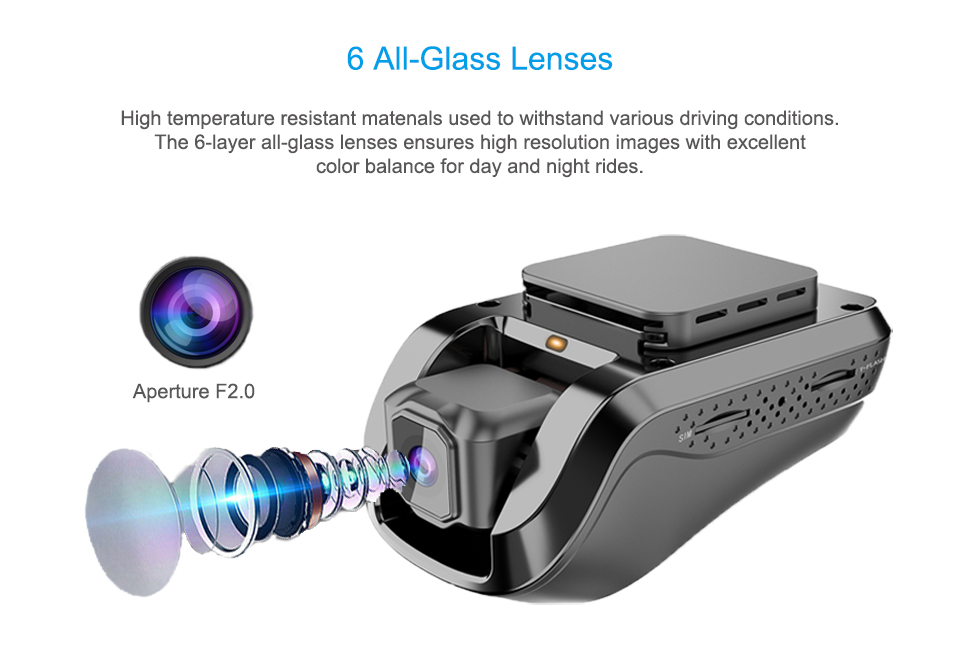 6 All-Glass Lenses
High temperature resistant matenals used to withstand various driving conditions.
The 6-layer all-glass lenses ensures high resolution images with excellent
color balance for day and night rides.
Aperture F2.0
SIM